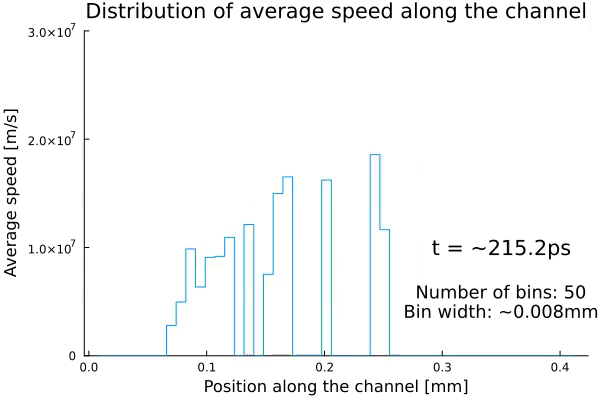 Distribution of average speed along the channel
3.0×10⁷
2.0×10⁷
1.0×10⁷
0
Average speed [m/s]
t = ~215.2ps
Number of bins: 50
Bin width: ~0.008mm
0.0 0.1 0.2 0.3 0.4
Position along the channel [mm]